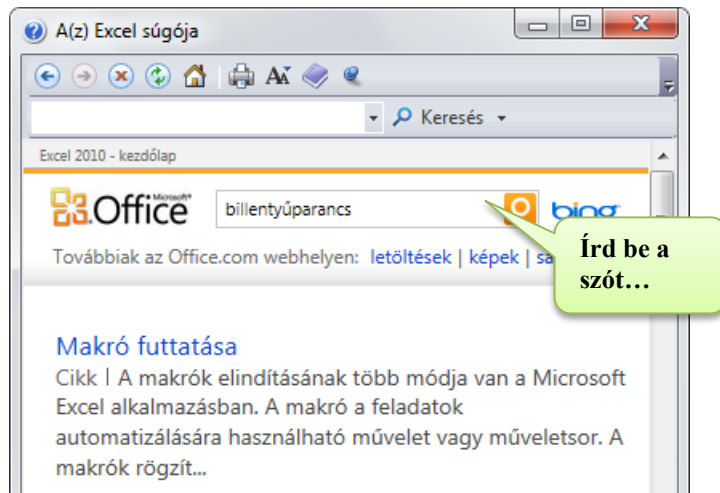 A(z) Excel súgója
Keresés
Excel 2010 - kezdőlap
Microsoft®
Office
billentyűparancs
bing
Továbbiak az Office.com webhelyen: letöltések | képek |
Írd be a
szót…
Makró futtatása
Cikk | A makrók elindításának több módja van a Microsoft
Excel alkalmazásban. A makró a feladatok
automatizálására használható művelet vagy műveletsor. A
makrók rögzít...